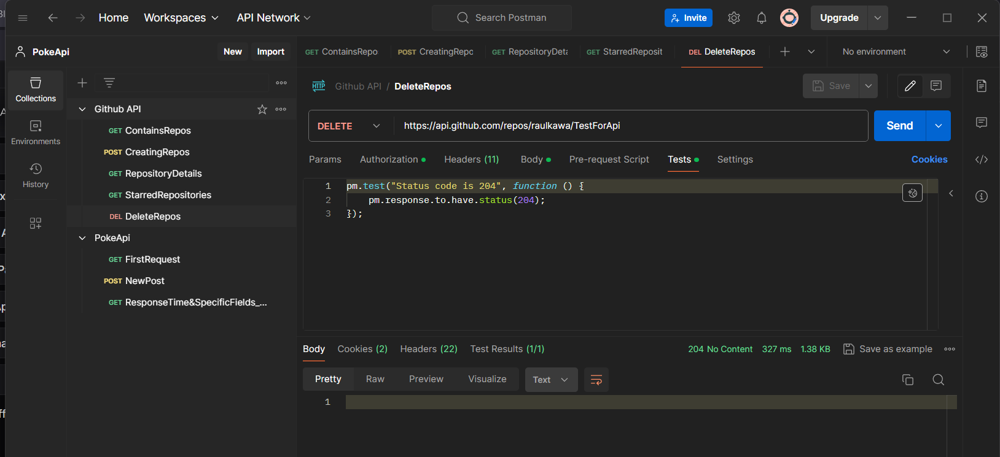 Home
Workspaces
API Network
Search Postman
Invite
Upgrade
PokeApi
New
Import
GET ContainsRepo
POST CreatingRepo
GET RepositoryDeta
GET StarredReposit
DEL DeleteRepos
No environment
Collections
Environments
History
Github API
GET ContainsRepos
POST CreatingRepos
GET RepositoryDetails
GET StarredRepositories
DEL DeleteRepos
PokeApi
GET FirstRequest
POST NewPost
GET ResponseTime&SpecificFields_...
HTTP Github API / DeleteRepos
Save
DELETE
https://api.github.com/repos/raulkawa/TestForApi
Send
Params
Authorization
Headers (11)
Body
Pre-request Script
Tests
Settings
Cookies
1 pm.test("Status code is 204", function () {
2 pm.response.to.have.status(204);
3 });
Body
Cookies (2)
Headers (22)
Test Results (1/1)
204 No Content
327 ms
1.38 KB
Save as example
Pretty
Raw
Preview
Visualize
Text
1